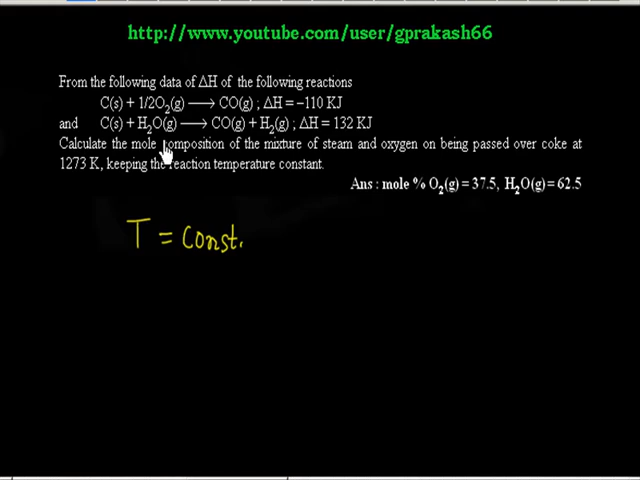 http://www.youtube.com/user/gprakash66
From the following data of ΔH of the following reactions
C(s) + 1/2O₂(g) ⟶ CO(g) ; ΔH = –110 KJ
and C(s) + H₂O(g) ⟶ CO(g) + H₂(g) ; ΔH = 132 KJ
Calculate the mole composition of the mixture of steam and oxygen on being passed over coke at
1273 K, keeping the reaction temperature constant.
Ans : mole % O₂(g) = 37.5, H₂O(g) = 62.5
T = const.